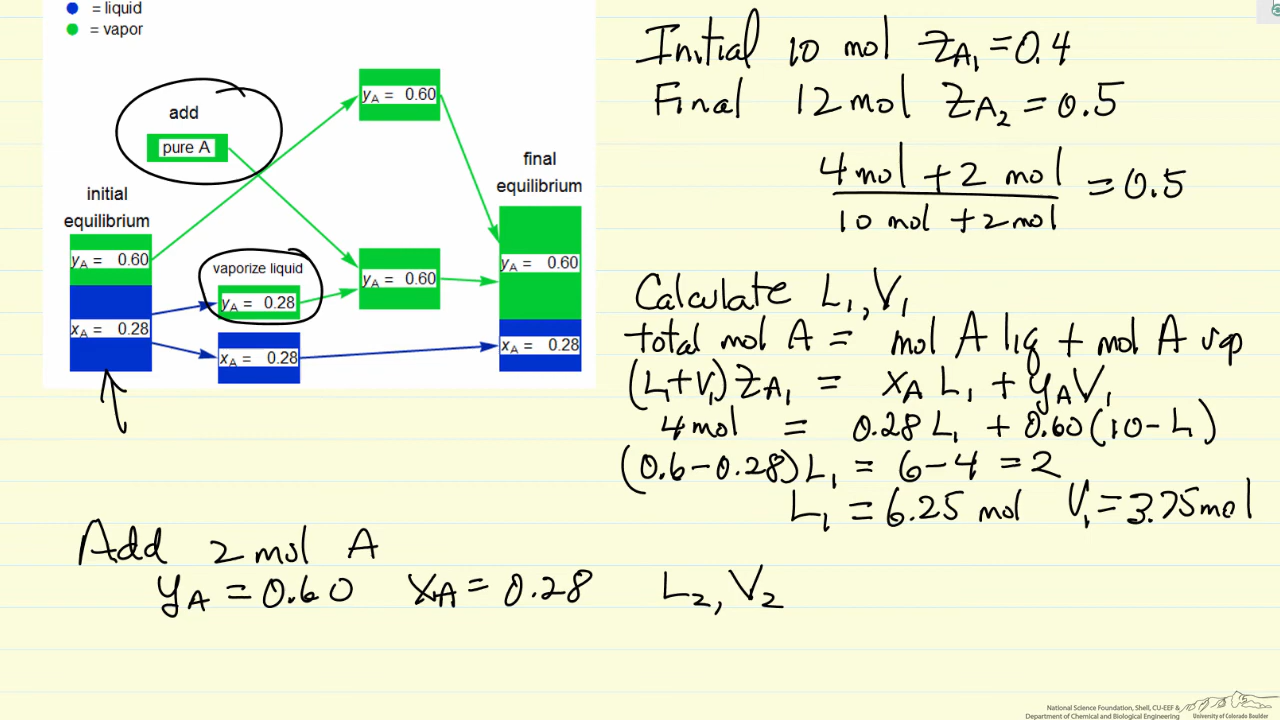 = liquid
= vapor
add
pure A
initial
equilibrium
yA = 0.60
xA = 0.28
vaporize liquid
yA = 0.28
xA = 0.28
yA = 0.60
yA = 0.60
final
equilibrium
yA = 0.60
xA = 0.28
Initial 10 mol ZA1 = 0.4
Final 12 mol ZA2 = 0.5
4 mol + 2 mol
10 mol + 2 mol
= 0.5
Calculate L1, V1
total mol A = mol A liq + mol A vap
(L1+V1) ZA1 = XA L1 + yA V1
4 mol = 0.28 L1 + 0.60 (10 - L1)
(0.6 - 0.28) L1 = 6 - 4 = 2
L1 = 6.25 mol V1 = 3.75 mol
Add 2 mol A
yA = 0.60 XA = 0.28 L2, V2
National Science Foundation, Shell, CU-EEF &
Department of Chemical and Biological Engineering
University of Colorado Boulder